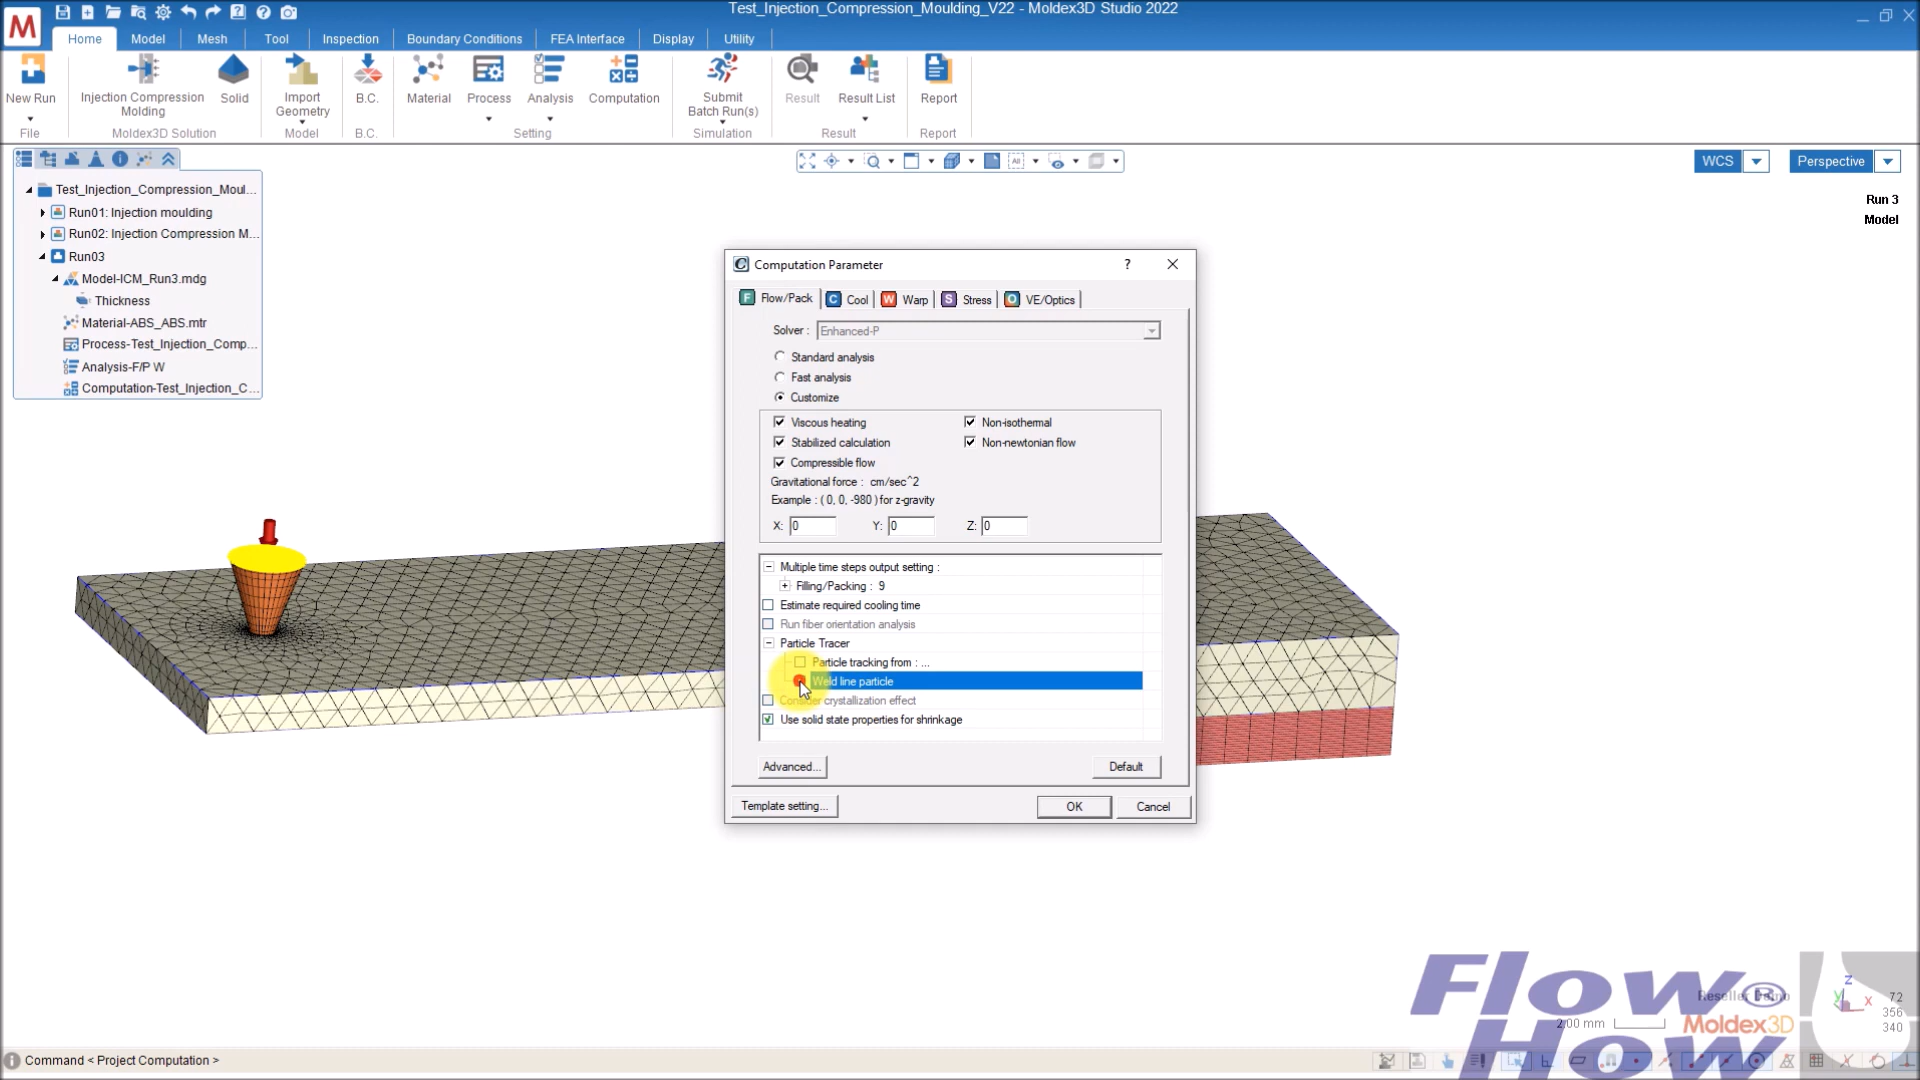 Test_Injection_Compression_Moulding_V22 - Moldex3D Studio 2022
Home Model Mesh Tool Inspection Boundary Conditions FEA Interface Display Utility
New Run
Injection Compression
Molding
Solid
Import
Geometry
B.C.
Material
Process
Analysis
Computation
Submit
Batch Run(s)
Result
Result List
Report
File Moldex3D Solution Model B.C. Setting Simulation Result Report
WCS
Perspective
Test_Injection_Compression_Moul...
Run01: Injection moulding
Run02: Injection Compression M...
Run03
Model-ICM_Run3.mdg
Thickness
Material-ABS_ABS.mtr
Process-Test_Injection_Comp...
Analysis-F/P W
Computation-Test_Injection_C...
Run 3
Model
Computation Parameter
?
F Flow/Pack C Cool W Warp S Stress O VE/Optics
Solver : Enhanced-P
Standard analysis
Fast analysis
Customize
Viscous heating Non-isothermal
Stabilized calculation Non-newtonian flow
Compressible flow
Gravitational force : cm/sec^2
Example : ( 0, 0, -980 ) for z-gravity
X: 0 Y: 0 Z: 0
Multiple time steps output setting :
Filling/Packing : 9
Estimate required cooling time
Run fiber orientation analysis
Particle Tracer
Particle tracking from : ...
Weld line particle
Consider crystallization effect
Use solid state properties for shrinkage
Advanced... Default
Template setting... OK Cancel
Flow®
How
Reseller Demo
2.00 mm
Moldex3D
Z
Y
X
72
356
340
Command < Project Computation >